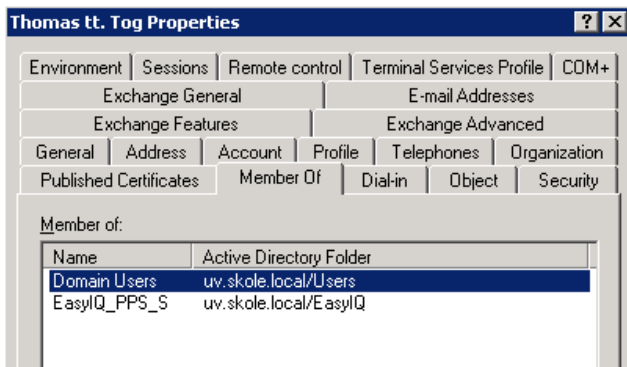 Thomas tt. Tog Properties
Environment Sessions Remote control Terminal Services Profile COM+
Exchange General E-mail Addresses
Exchange Features Exchange Advanced
General Address Account Profile Telephones Organization
Published Certificates Member Of Dial-in Object Security
Member of:
Name Active Directory Folder
Domain Users uv.skole.local/Users
EasyIQ_PPS_S uv.skole.local/EasyIQ